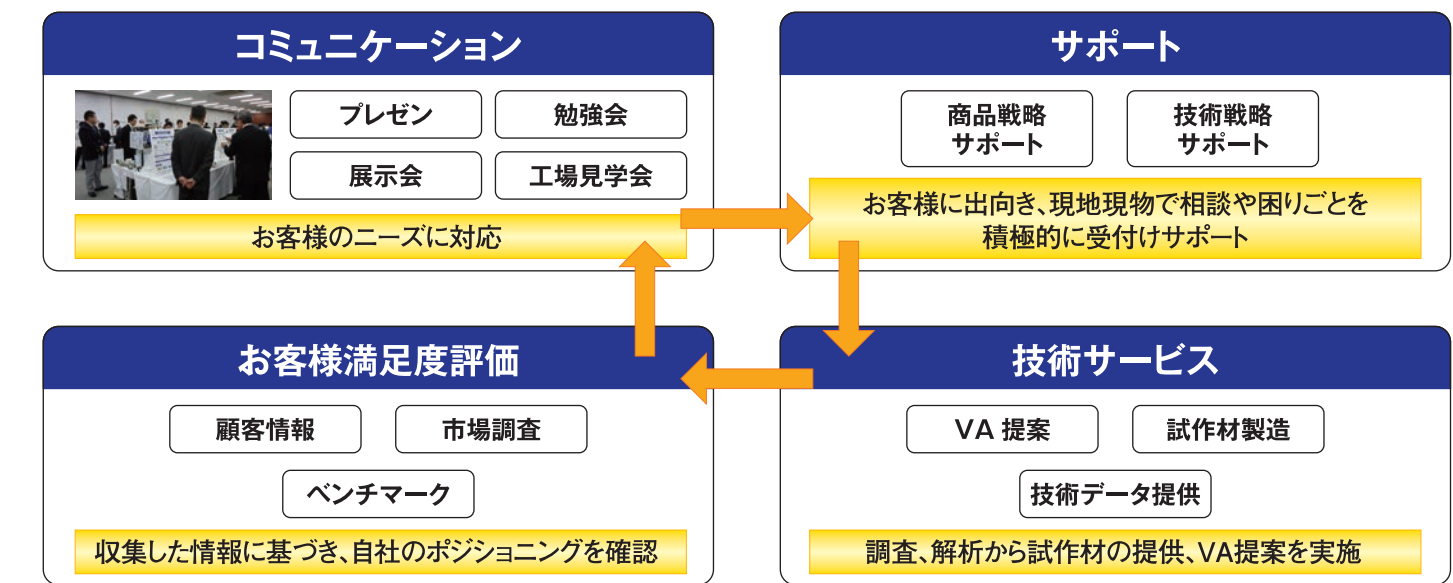 コミュニケーション
プレゼン
勉強会
展示会
工場見学会
お客様のニーズに対応
サポート
商品戦略
サポート
技術戦略
サポート
お客様に出向き、現地現物で相談や困りごとを
積極的に受付けサポート
お客様満足度評価
顧客情報
市場調査
ベンチマーク
収集した情報に基づき、自社のポジショニングを確認
技術サービス
VA 提案
試作材製造
技術データ提供
調査、解析から試作材の提供、VA提案を実施